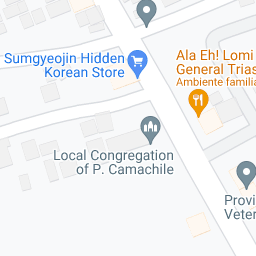 Sumgyeojin Hidden
Korean Store
Ala Eh! Lomi
General Trias
Ambiente familia
Local Congregation
of P. Camachile
Provi
Veter